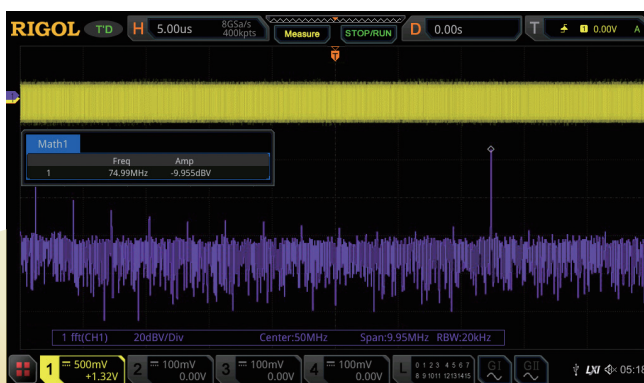 RIGOL T'D H 5.00us 8GSa/s 400kpts Measure STOP/RUN D 0.00s T 1 0.00V A
T
Math1
Freq Amp
1 74.99MHz -9.955dBV
1 fft(CH1) 20dBV/Div Center:50MHz Span:9.95MHz RBW:20kHz
1 500mV +1.32V 2 100mV 0.00V 3 100mV 0.00V 4 100mV 0.00V L 0 1 2 3 4 5 6 7 8 9 10 11 12 13 14 15 GI GII LXI 05:18